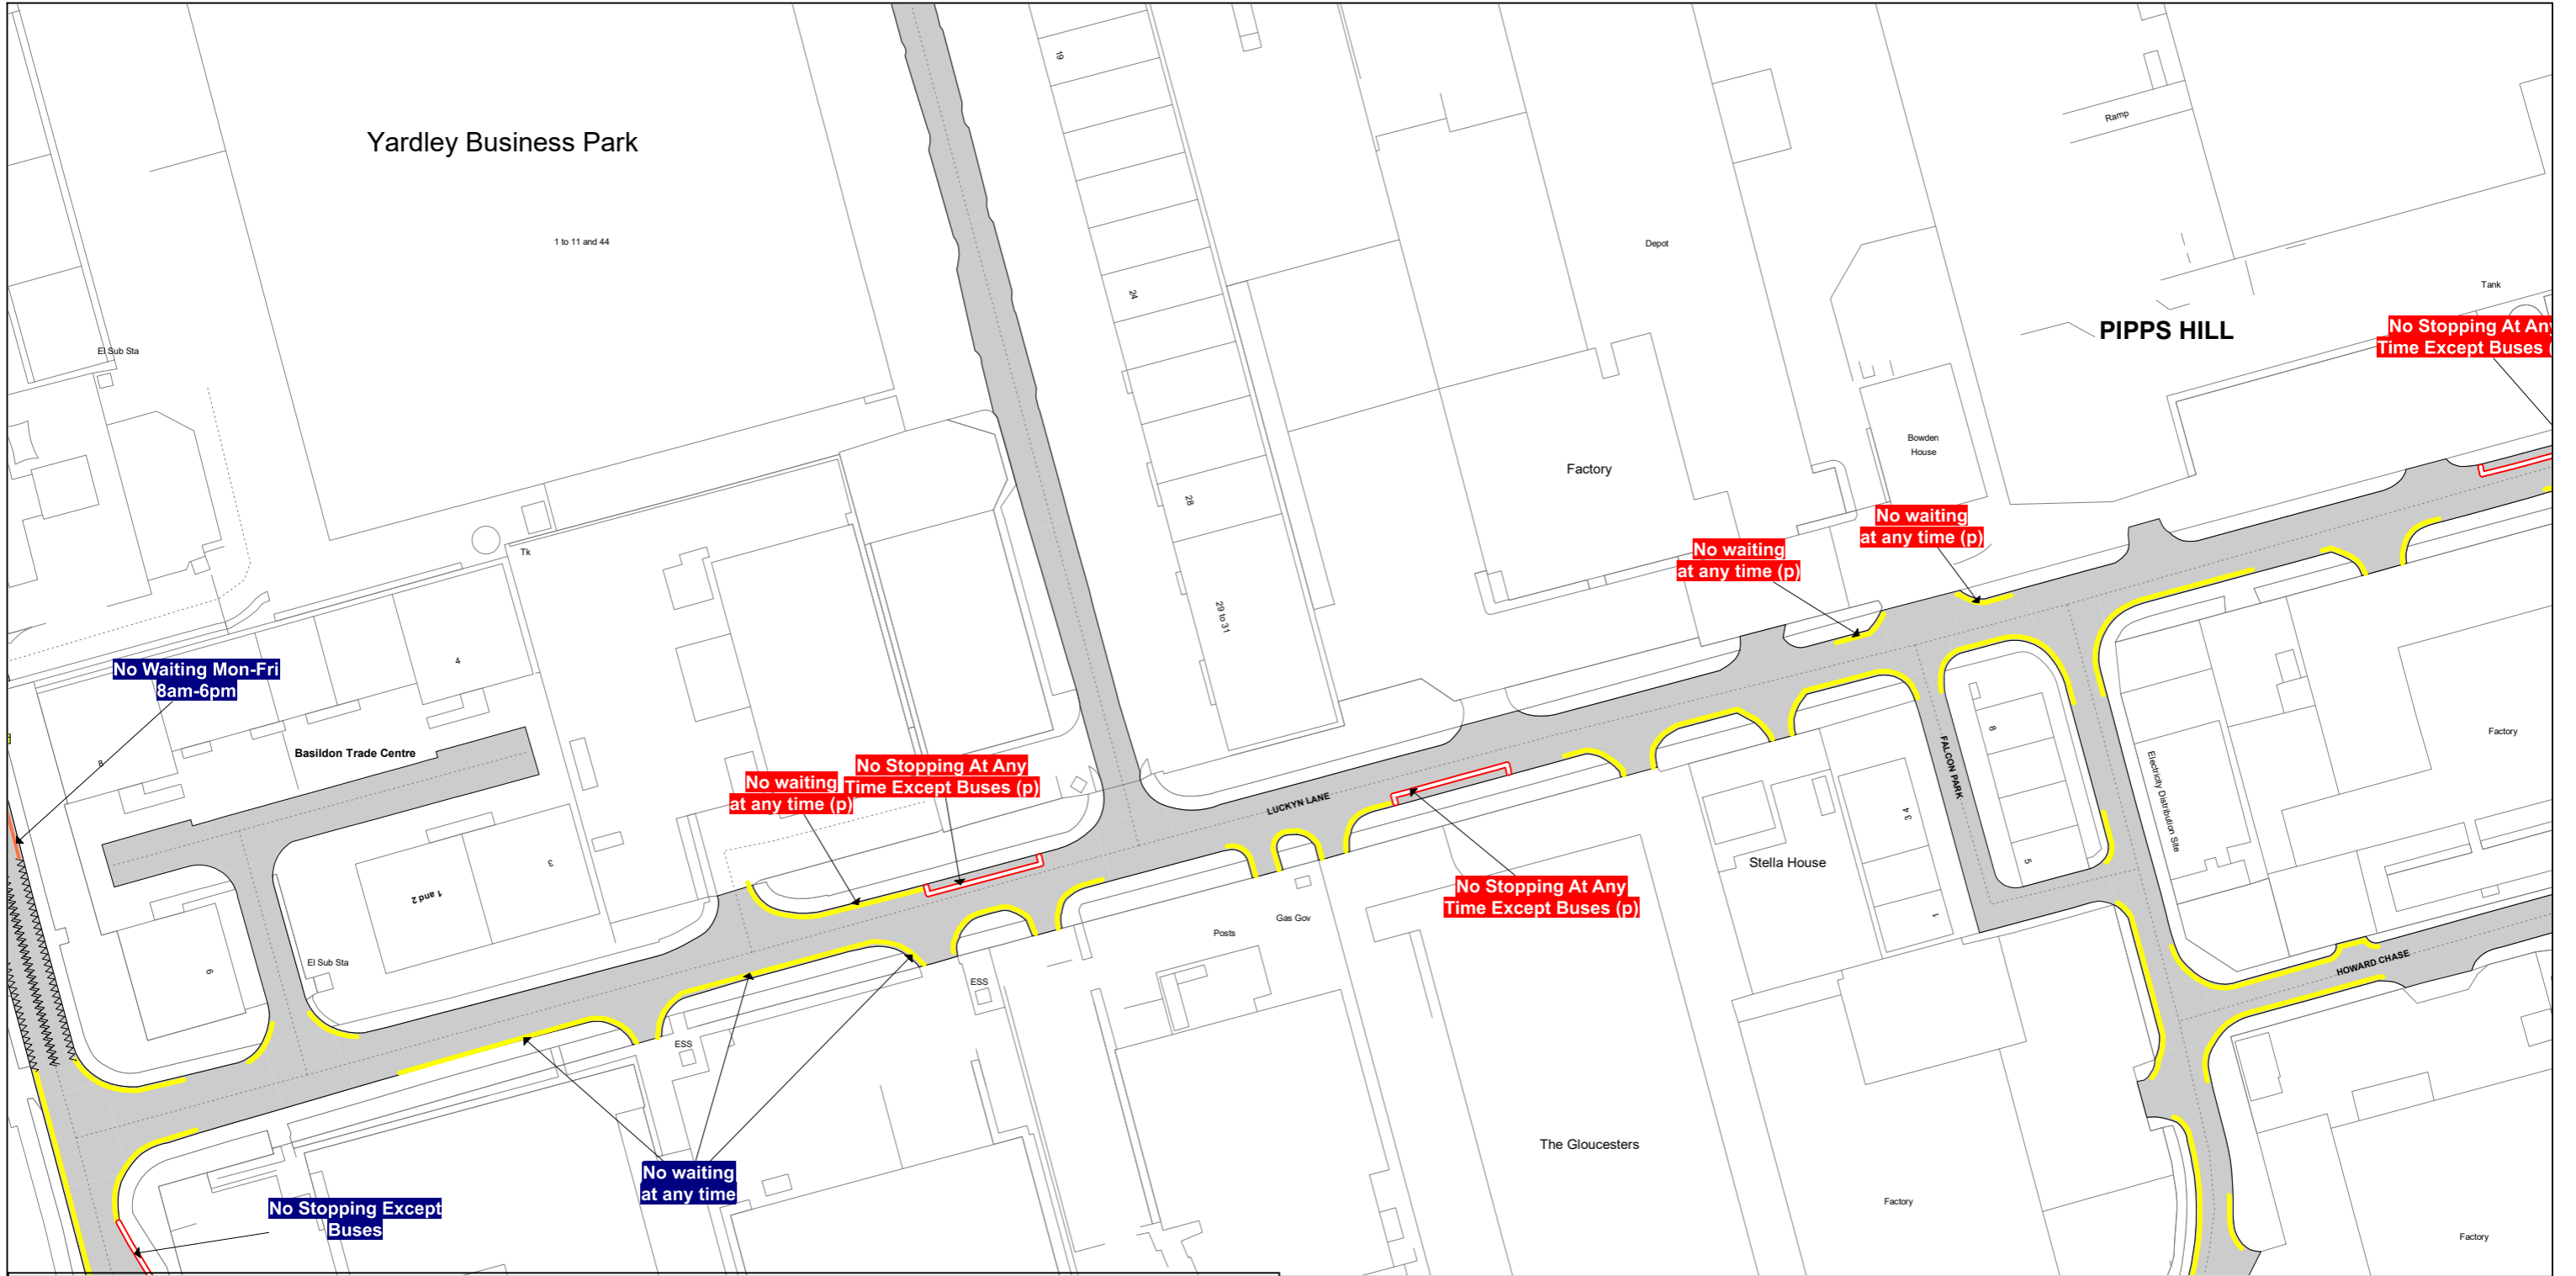 19
Yardley Business Park
Ramp
1 to 11 and 44
Depot
24
Tank
PIPPS HILL
No Stopping At Any
Time Except Buses (
El Sub Sta
Bowden
House
Factory
28
No waiting
at any time (p)
No waiting
at any time (p)
Tk
29 to 31
4
No Waiting Mon-Fri
8am-6pm
8
Basildon Trade Centre
8
Factory
No waiting
at any time (p)
No Stopping At Any
Time Except Buses (p)
LUCKYN LANE
FALCON PARK
Electricity Distribution Site
3 4
Stella House
5
3
1 and 2
No Stopping At Any
Time Except Buses (p)
1
Gas Gov
Posts
El Sub Sta
6
ESS
HOWARD CHASE
ESS
The Gloucesters
No waiting
at any time
No Stopping Except
Buses
Factory
Factory